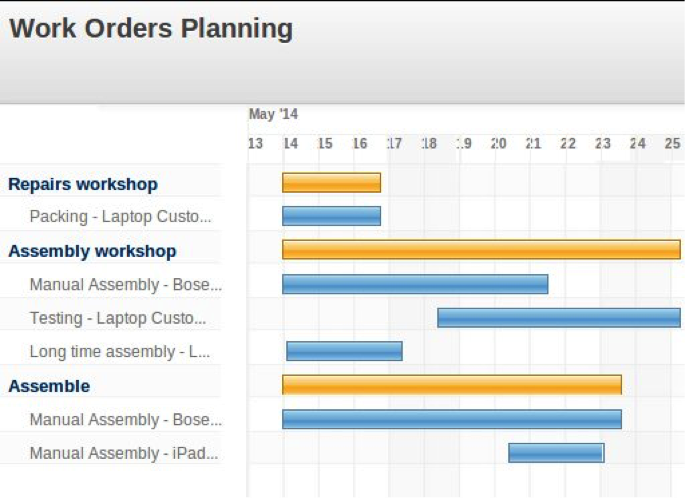 Work Orders Planning
May '14
13 14 15 16 17 18 19 20 21 22 23 24 25
Repairs workshop
Packing - Laptop Custo...
Assembly workshop
Manual Assembly - Bose...
Testing - Laptop Custo...
Long time assembly - L...
Assemble
Manual Assembly - Bose...
Manual Assembly - iPad...